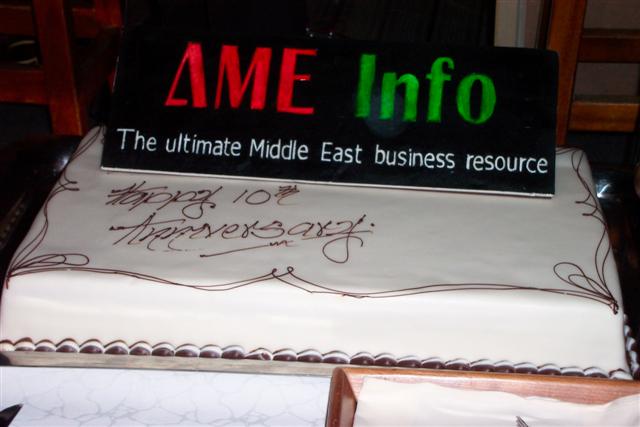 AME Info
The ultimate Middle East business resource
Happy 10th
Anniversary.